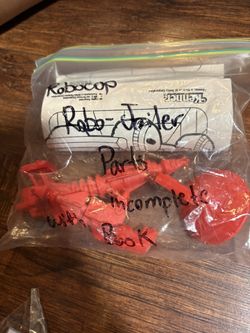 Robocop
Kenner
Robo-Jailer
Parts
with incomplete
Book